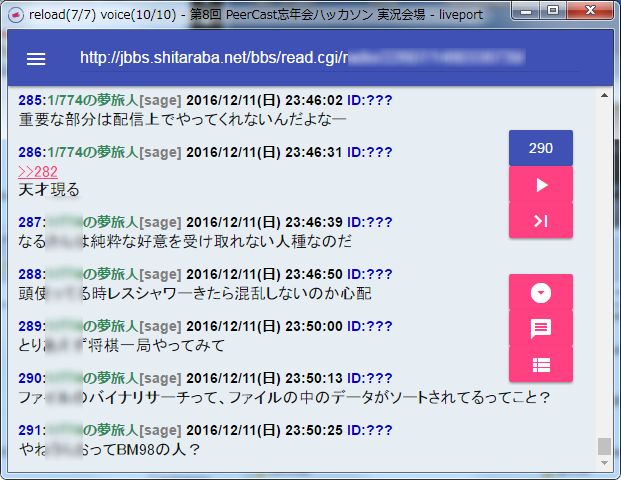 reload(7/7) voice(10/10) - 第8回 PeerCast忘年会ハッカソン 実況会場 - liveport
http://jbbs.shitaraba.net/bbs/read.cgi/r
285:1/774の夢旅人[sage] 2016/12/11(日) 23:46:02 ID:???
重要な部分は配信上でやってくれないんだよなー
286:1/774の夢旅人[sage] 2016/12/11(日) 23:46:31 ID:???
>>282
天才現る
287: の夢旅人[sage] 2016/12/11(日) 23:46:39 ID:???
なる は純粋な好意を受け取れない人種なのだ
288: の夢旅人[sage] 2016/12/11(日) 23:46:50 ID:???
頭使 る時レスシャワーきたら混乱しないのか心配
289: の夢旅人[sage] 2016/12/11(日) 23:50:00 ID:???
とり ず将棋一局やってみて
290: の夢旅人[sage] 2016/12/11(日) 23:50:13 ID:???
ファ のバイナリサーチって、ファイルの中のデータがソートされてるってこと？
291: の夢旅人[sage] 2016/12/11(日) 23:50:25 ID:???
やね おってBM98の人？
290